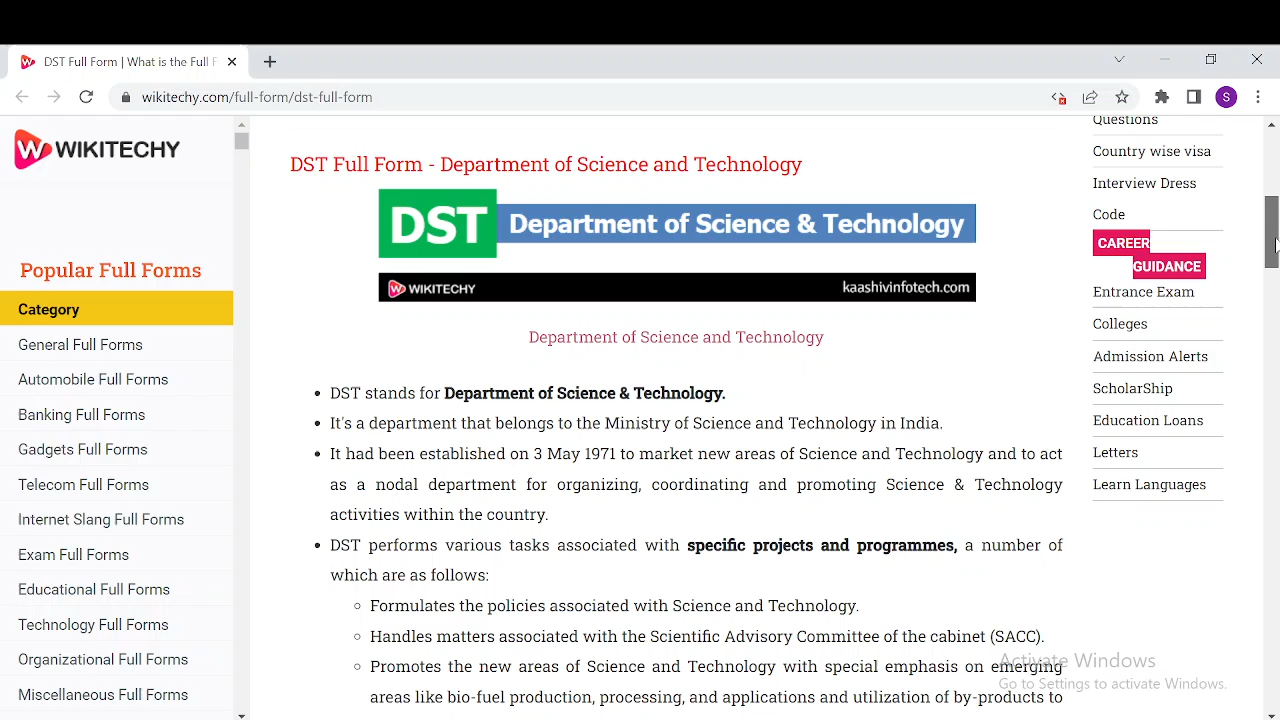 DST Full Form | What is the Full F
wikitechy.com/full-form/dst-full-form
S
WIKITECHY
Popular Full Forms
Category
General Full Forms
Automobile Full Forms
Banking Full Forms
Gadgets Full Forms
Telecom Full Forms
Internet Slang Full Forms
Exam Full Forms
Educational Full Forms
Technology Full Forms
Organizational Full Forms
Miscellaneous Full Forms
DST Full Form - Department of Science and Technology
DST Department of Science & Technology
WIKITECHY kaashivinfotech.com
Department of Science and Technology
DST stands for Department of Science & Technology.
It's a department that belongs to the Ministry of Science and Technology in India.
It had been established on 3 May 1971 to market new areas of Science and Technology and to act
as a nodal department for organizing, coordinating and promoting Science & Technology
activities within the country.
DST performs various tasks associated with specific projects and programmes, a number of
which are as follows:
Formulates the policies associated with Science and Technology.
Handles matters associated with the Scientific Advisory Committee of the cabinet (SACC).
Promotes the new areas of Science and Technology with special emphasis on emerging
areas like bio-fuel production, processing, and applications and utilization of by-products to
Questions
Country wise visa
Interview Dress
Code
CAREER
GUIDANCE
Entrance Exam
Colleges
Admission Alerts
ScholarShip
Education Loans
Letters
Learn Languages
Activate Windows
Go to Settings to activate Windows.